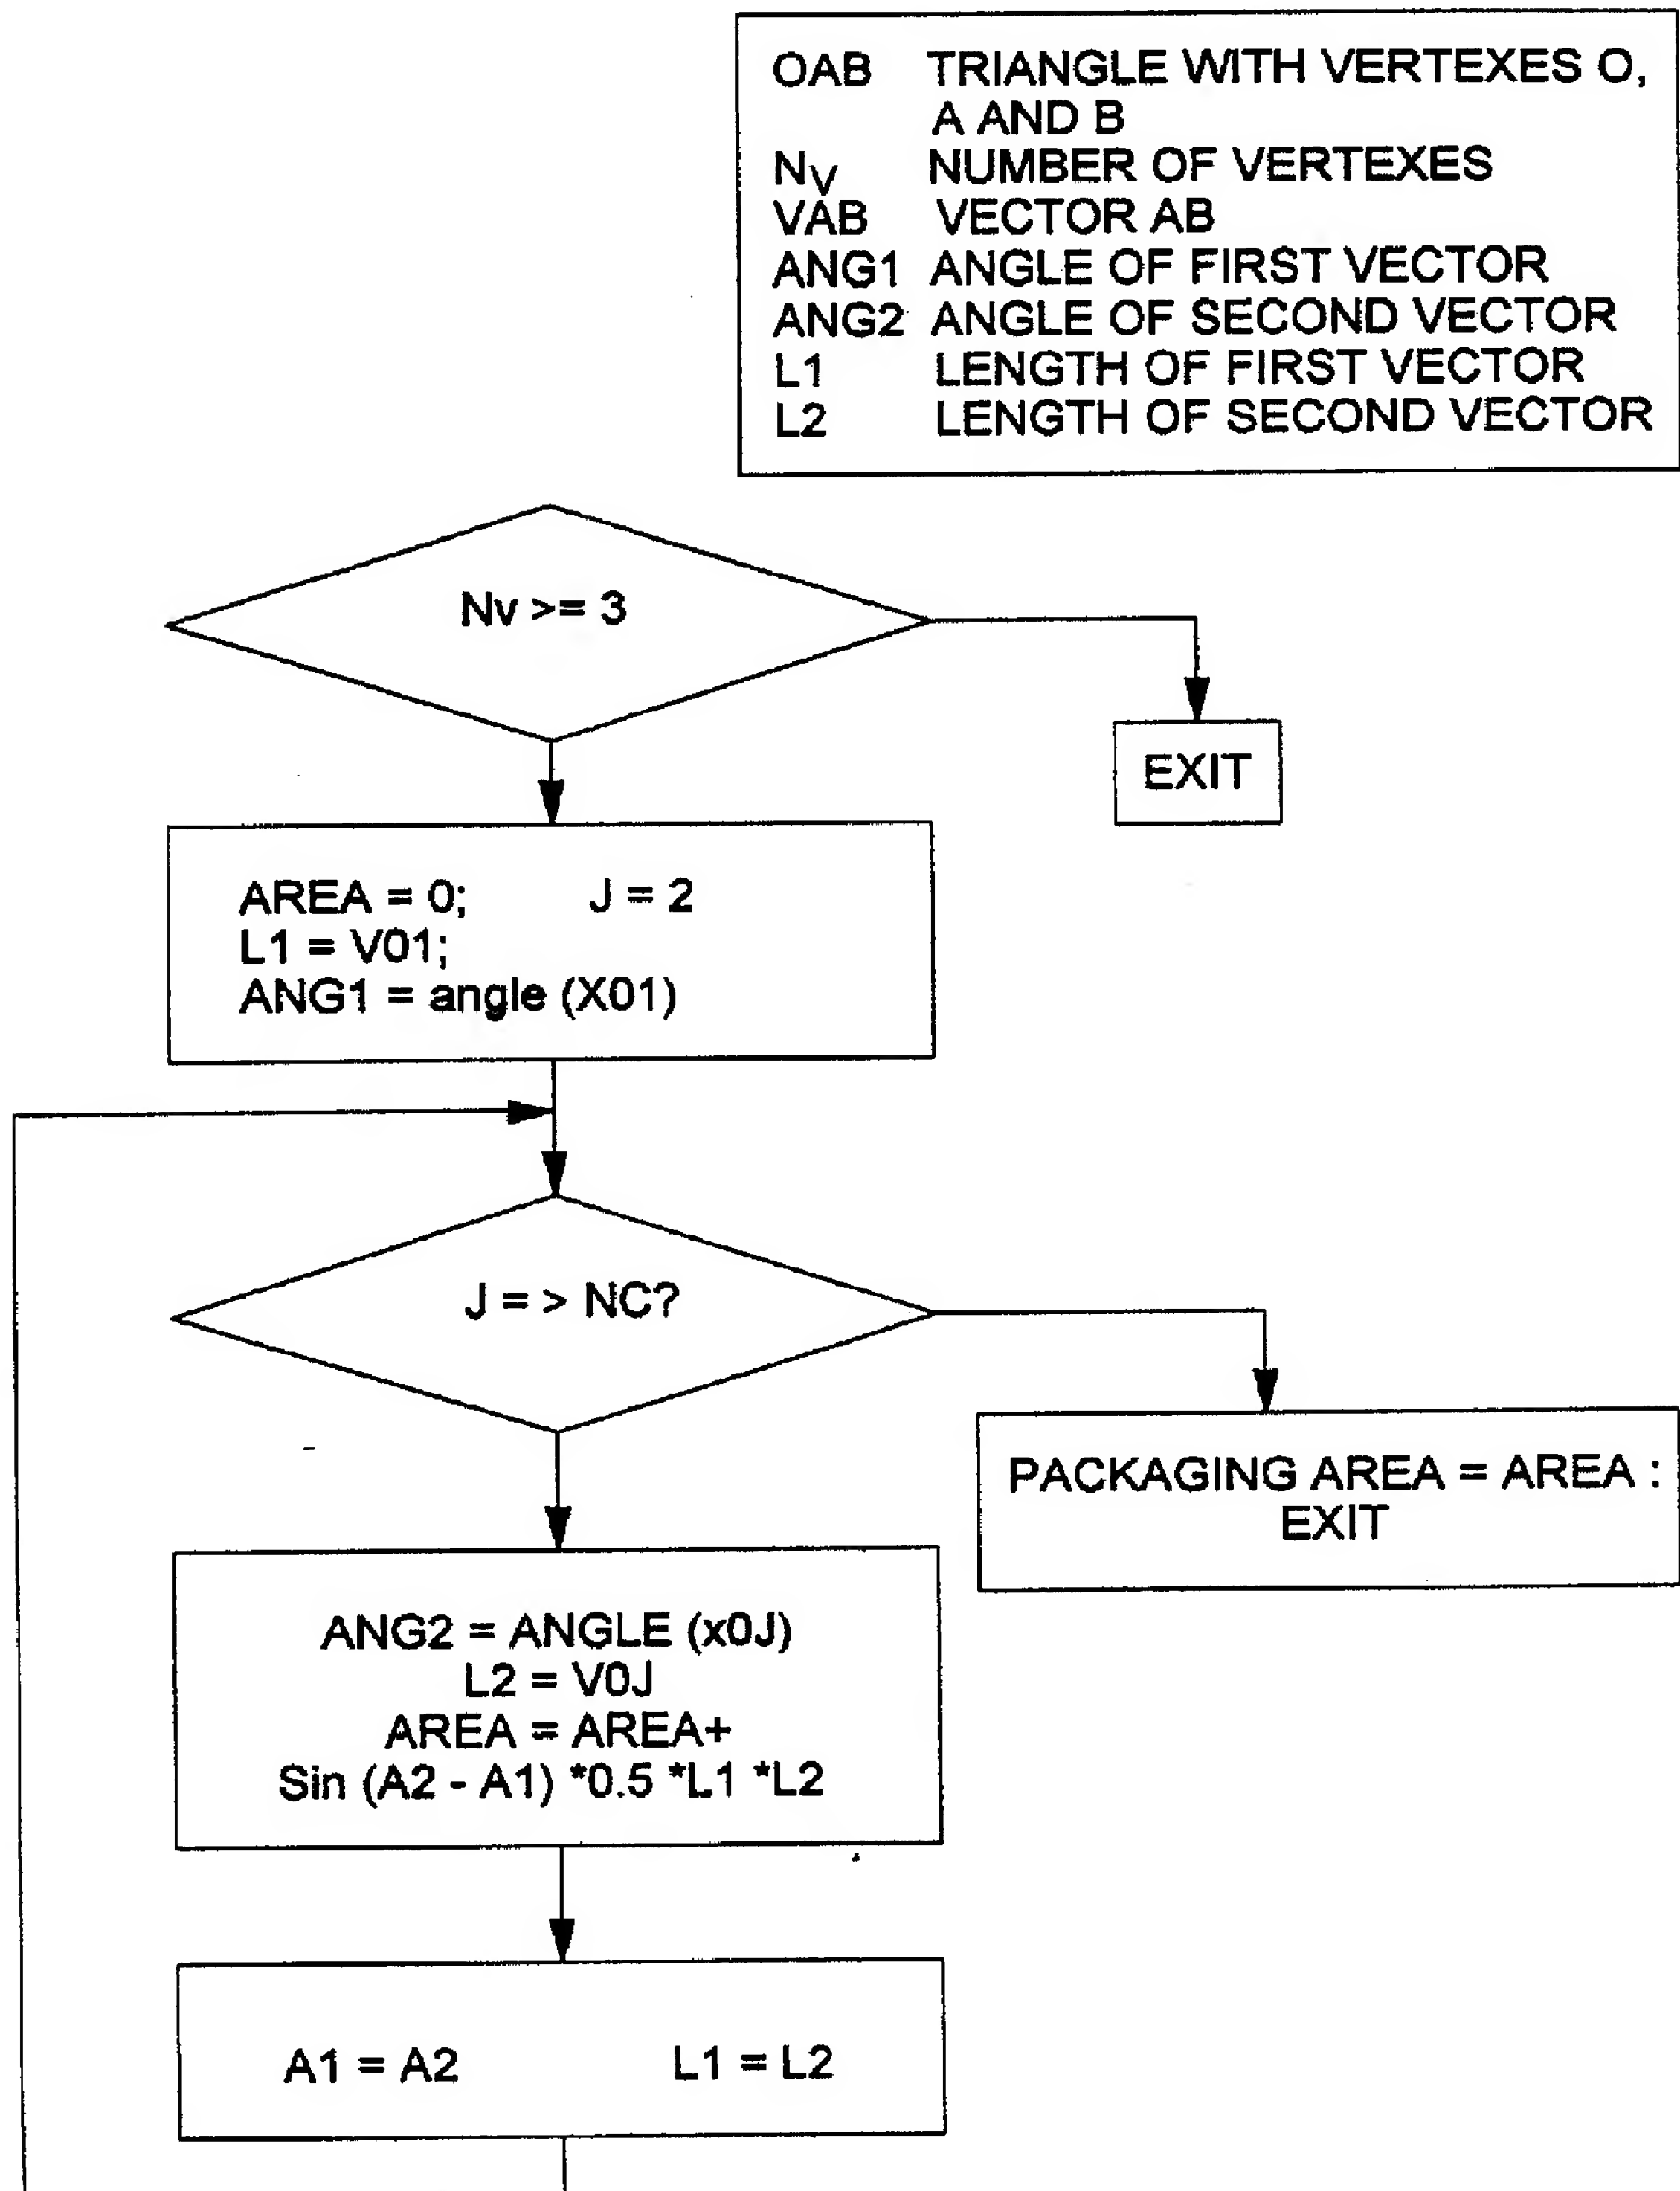 OAB TRIANGLE WITH VERTEXES O,
A AND B
NV NUMBER OF VERTEXES
VAB VECTOR AB
ANG1 ANGLE OF FIRST VECTOR
ANG2 ANGLE OF SECOND VECTOR
L1 LENGTH OF FIRST VECTOR
L2 LENGTH OF SECOND VECTOR
Nv >= 3
EXIT
AREA = 0; J = 2
L1 = V01;
ANG1 = angle (X01)
J = > NC?
PACKAGING AREA = AREA :
EXIT
ANG2 = ANGLE (x0J)
L2 = V0J
AREA = AREA+
Sin (A2 - A1) *0.5 *L1 *L2
A1 = A2 L1 = L2